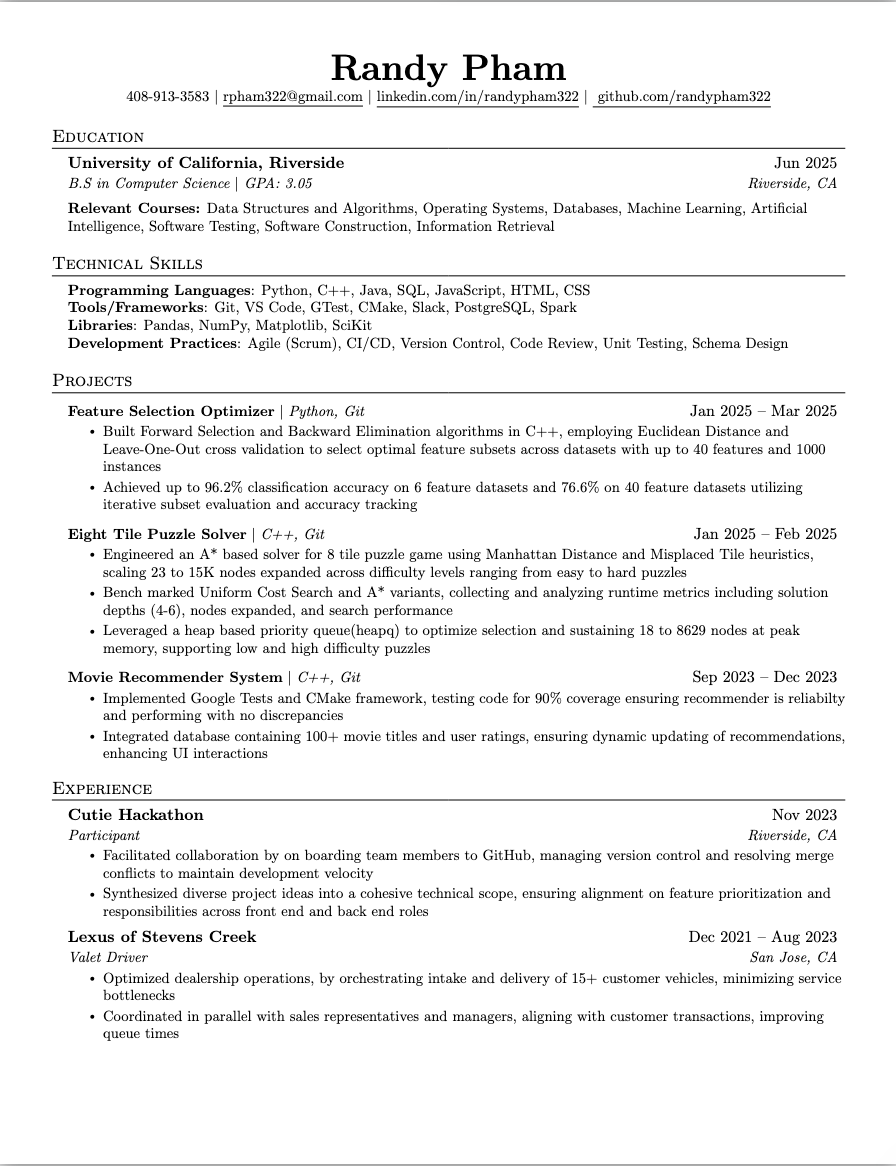 Randy Pham
408-913-3583 | rpham322@gmail.com | linkedin.com/in/randypham322 | github.com/randypham322
Education
University of California, Riverside Jun 2025
B.S in Computer Science | GPA: 3.05 Riverside, CA
Relevant Courses: Data Structures and Algorithms, Operating Systems, Databases, Machine Learning, Artificial
Intelligence, Software Testing, Software Construction, Information Retrieval
Technical Skills
Programming Languages: Python, C++, Java, SQL, JavaScript, HTML, CSS
Tools/Frameworks: Git, VS Code, GTest, CMake, Slack, PostgreSQL, Spark
Libraries: Pandas, NumPy, Matplotlib, SciKit
Development Practices: Agile (Scrum), CI/CD, Version Control, Code Review, Unit Testing, Schema Design
Projects
Feature Selection Optimizer | Python, Git Jan 2025 – Mar 2025
• Built Forward Selection and Backward Elimination algorithms in C++, employing Euclidean Distance and
Leave-One-Out cross validation to select optimal feature subsets across datasets with up to 40 features and 1000
instances
• Achieved up to 96.2% classification accuracy on 6 feature datasets and 76.6% on 40 feature datasets utilizing
iterative subset evaluation and accuracy tracking
Eight Tile Puzzle Solver | C++, Git Jan 2025 – Feb 2025
• Engineered an A* based solver for 8 tile puzzle game using Manhattan Distance and Misplaced Tile heuristics,
scaling 23 to 15K nodes expanded across difficulty levels ranging from easy to hard puzzles
• Bench marked Uniform Cost Search and A* variants, collecting and analyzing runtime metrics including solution
depths (4-6), nodes expanded, and search performance
• Leveraged a heap based priority queue(heapq) to optimize selection and sustaining 18 to 8629 nodes at peak
memory, supporting low and high difficulty puzzles
Movie Recommender System | C++, Git Sep 2023 – Dec 2023
• Implemented Google Tests and CMake framework, testing code for 90% coverage ensuring recommender is reliabilty
and performing with no discrepancies
• Integrated database containing 100+ movie titles and user ratings, ensuring dynamic updating of recommendations,
enhancing UI interactions
Experience
Cutie Hackathon Nov 2023
Participant Riverside, CA
• Facilitated collaboration by on boarding team members to GitHub, managing version control and resolving merge
conflicts to maintain development velocity
• Synthesized diverse project ideas into a cohesive technical scope, ensuring alignment on feature prioritization and
responsibilities across front end and back end roles
Lexus of Stevens Creek Dec 2021 – Aug 2023
Valet Driver San Jose, CA
• Optimized dealership operations, by orchestrating intake and delivery of 15+ customer vehicles, minimizing service
bottlenecks
• Coordinated in parallel with sales representatives and managers, aligning with customer transactions, improving
queue times